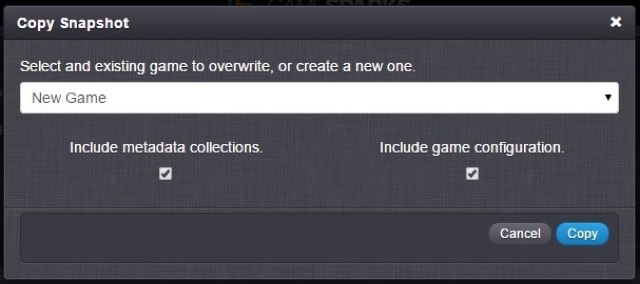 GAMESPARKS
Copy Snapshot
Select and existing game to overwrite, or create a new one.
New Game
Include metadata collections.
Include game configuration.
Cancel
Copy